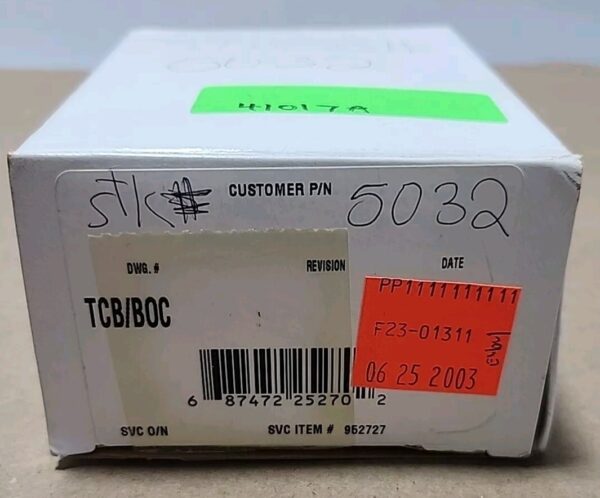 41017A
STK# CUSTOMER P/N 5032
DWG. # REVISION DATE
TCB/BOC
PP1111111111
F23-01311
06 25 2003
6 87472 25270 2
SVC O/N SVC ITEM # 952727